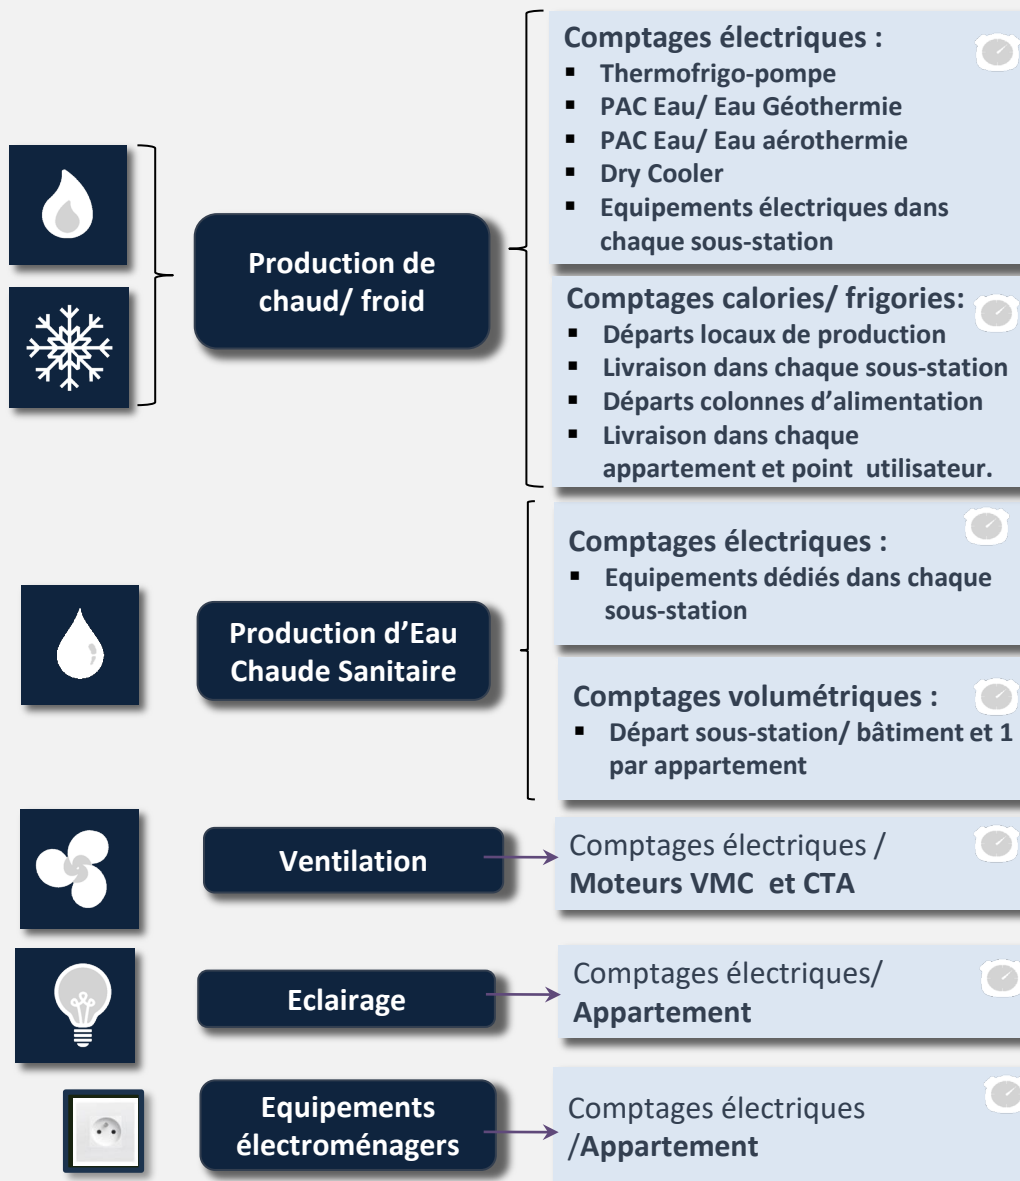 Comptages électriques :
▪ Thermofrigo-pompe
▪ PAC Eau/ Eau Géothermie
▪ PAC Eau/ Eau aérothermie
▪ Dry Cooler
▪ Equipements électriques dans
chaque sous-station
Production de
chaud/ froid
Comptages calories/ frigories:
▪ Départs locaux de production
▪ Livraison dans chaque sous-station
▪ Départs colonnes d’alimentation
▪ Livraison dans chaque
appartement et point utilisateur.
Production d’Eau
Chaude Sanitaire
Comptages électriques :
▪ Equipements dédiés dans chaque
sous-station
Comptages volumétriques :
▪ Départ sous-station/ bâtiment et 1
par appartement
Ventilation
Comptages électriques /
Moteurs VMC et CTA
Eclairage
Comptages électriques/
Appartement
Equipements
électroménagers
Comptages électriques
/Appartement